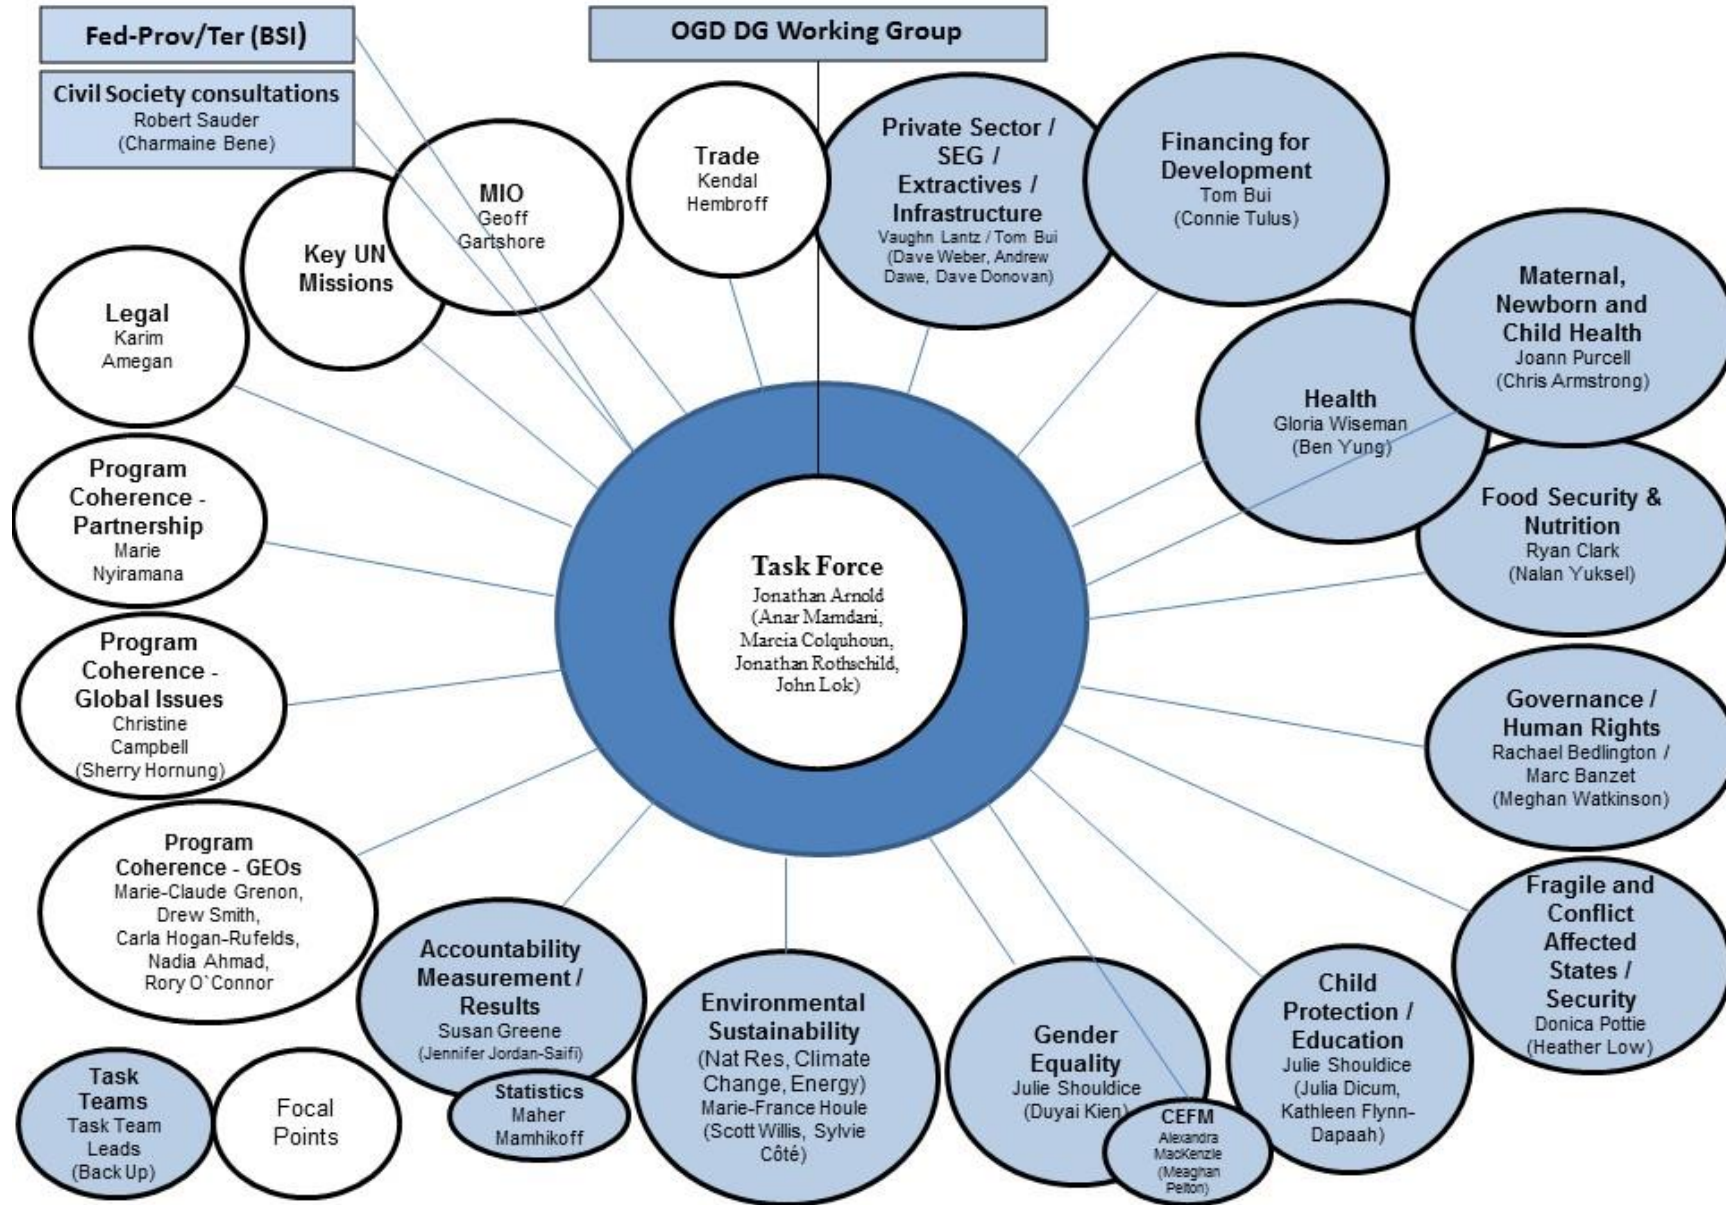 Fed-Prov/Ter (BSI)
OGD DG Working Group
Civil Society consultations
Robert Sauder
(Charmaine Bene)
MIO
Geoff
Gartshore
Key UN
Missions
Trade
Kendal
Hembroff
Private Sector /
SEG /
Extractives /
Infrastructure
Vaughn Lantz / Tom Bui
(Dave Weber, Andrew
Dawe, Dave Donovan)
Financing for
Development
Tom Bui
(Connie Tulus)
Maternal,
Newborn and
Child Health
Joann Purcell
(Chris Armstrong)
Legal
Karim
Amegan
Health
Gloria Wiseman
(Ben Yung)
Program
Coherence -
Partnership
Marie
Nyiramana
Food Security &
Nutrition
Ryan Clark
(Nalan Yuksel)
Task Force
Jonathan Arnold
(Anar Mamdani,
Marcia Colquhoun,
Jonathan Rothschild,
John Lok)
Program
Coherence -
Global Issues
Christine
Campbell
(Sherry Hornung)
Governance /
Human Rights
Rachael Bedlington /
Marc Banzet
(Meghan Watkinson)
Program
Coherence - GEOs
Marie-Claude Grenon,
Drew Smith,
Carla Hogan-Rufelds,
Nadia Ahmad,
Rory O`Connor
Fragile and
Conflict
Affected
States /
Security
Donica Pottie
(Heather Low)
Accountability
Measurement /
Results
Susan Greene
(Jennifer Jordan-Saifi)
Statistics
Maher
Mamhikoff
Environmental
Sustainability
(Nat Res, Climate
Change, Energy)
Marie-France Houle
(Scott Willis, Sylvie
Côté)
Gender
Equality
Julie Shouldice
(Duyai Kien)
CEFM
Alexandra
MacKenzie
(Meaghan
Pelton)
Child
Protection /
Education
Julie Shouldice
(Julia Dicum,
Kathleen Flynn-
Dapaah)
Task
Teams
Task Team
Leads
(Back Up)
Focal
Points